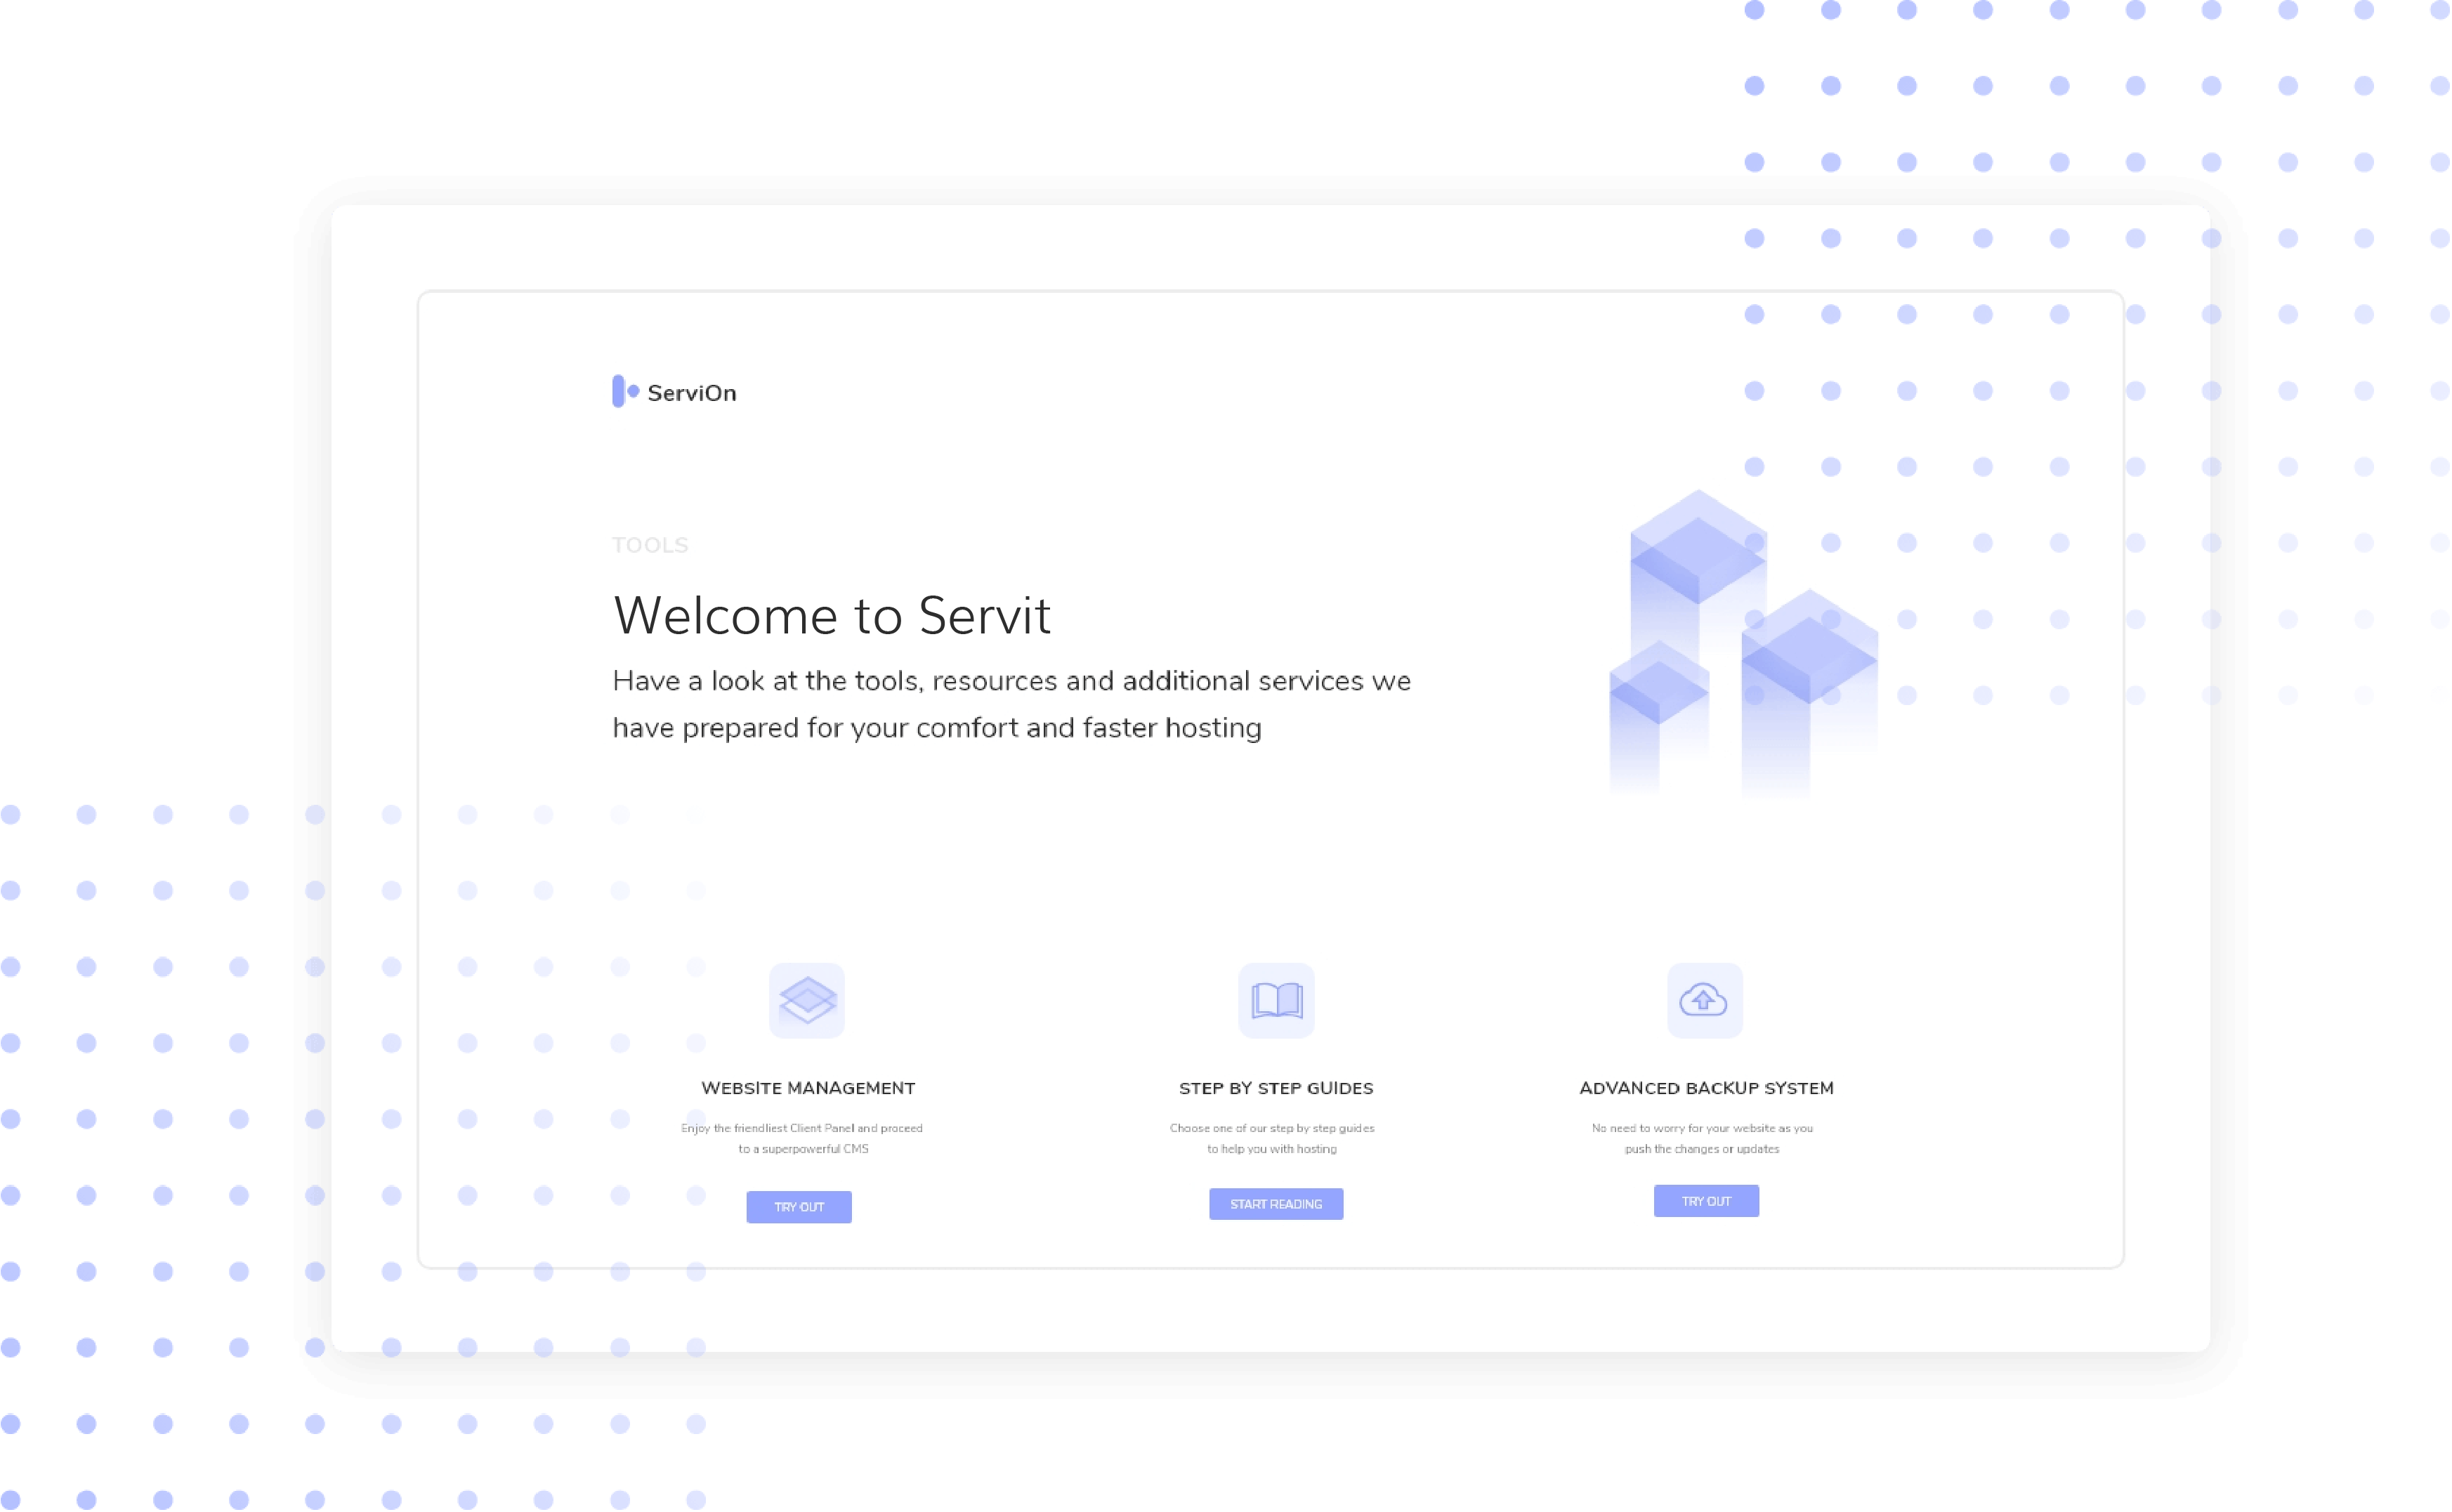 ServiOn
TOOLS
Welcome to Servit
Have a look at the tools, resources and additional services we
have prepared for your comfort and faster hosting
WEBSITE MANAGEMENT
Enjoy the friendliest Client Panel and proceed
to a superpowerful CMS
TRY OUT
STEP BY STEP GUIDES
Choose one of our step by step guides
to help you with hosting
START READING
ADVANCED BACKUP SYSTEM
No need to worry for your website as you
push the changes or updates
TRY OUT